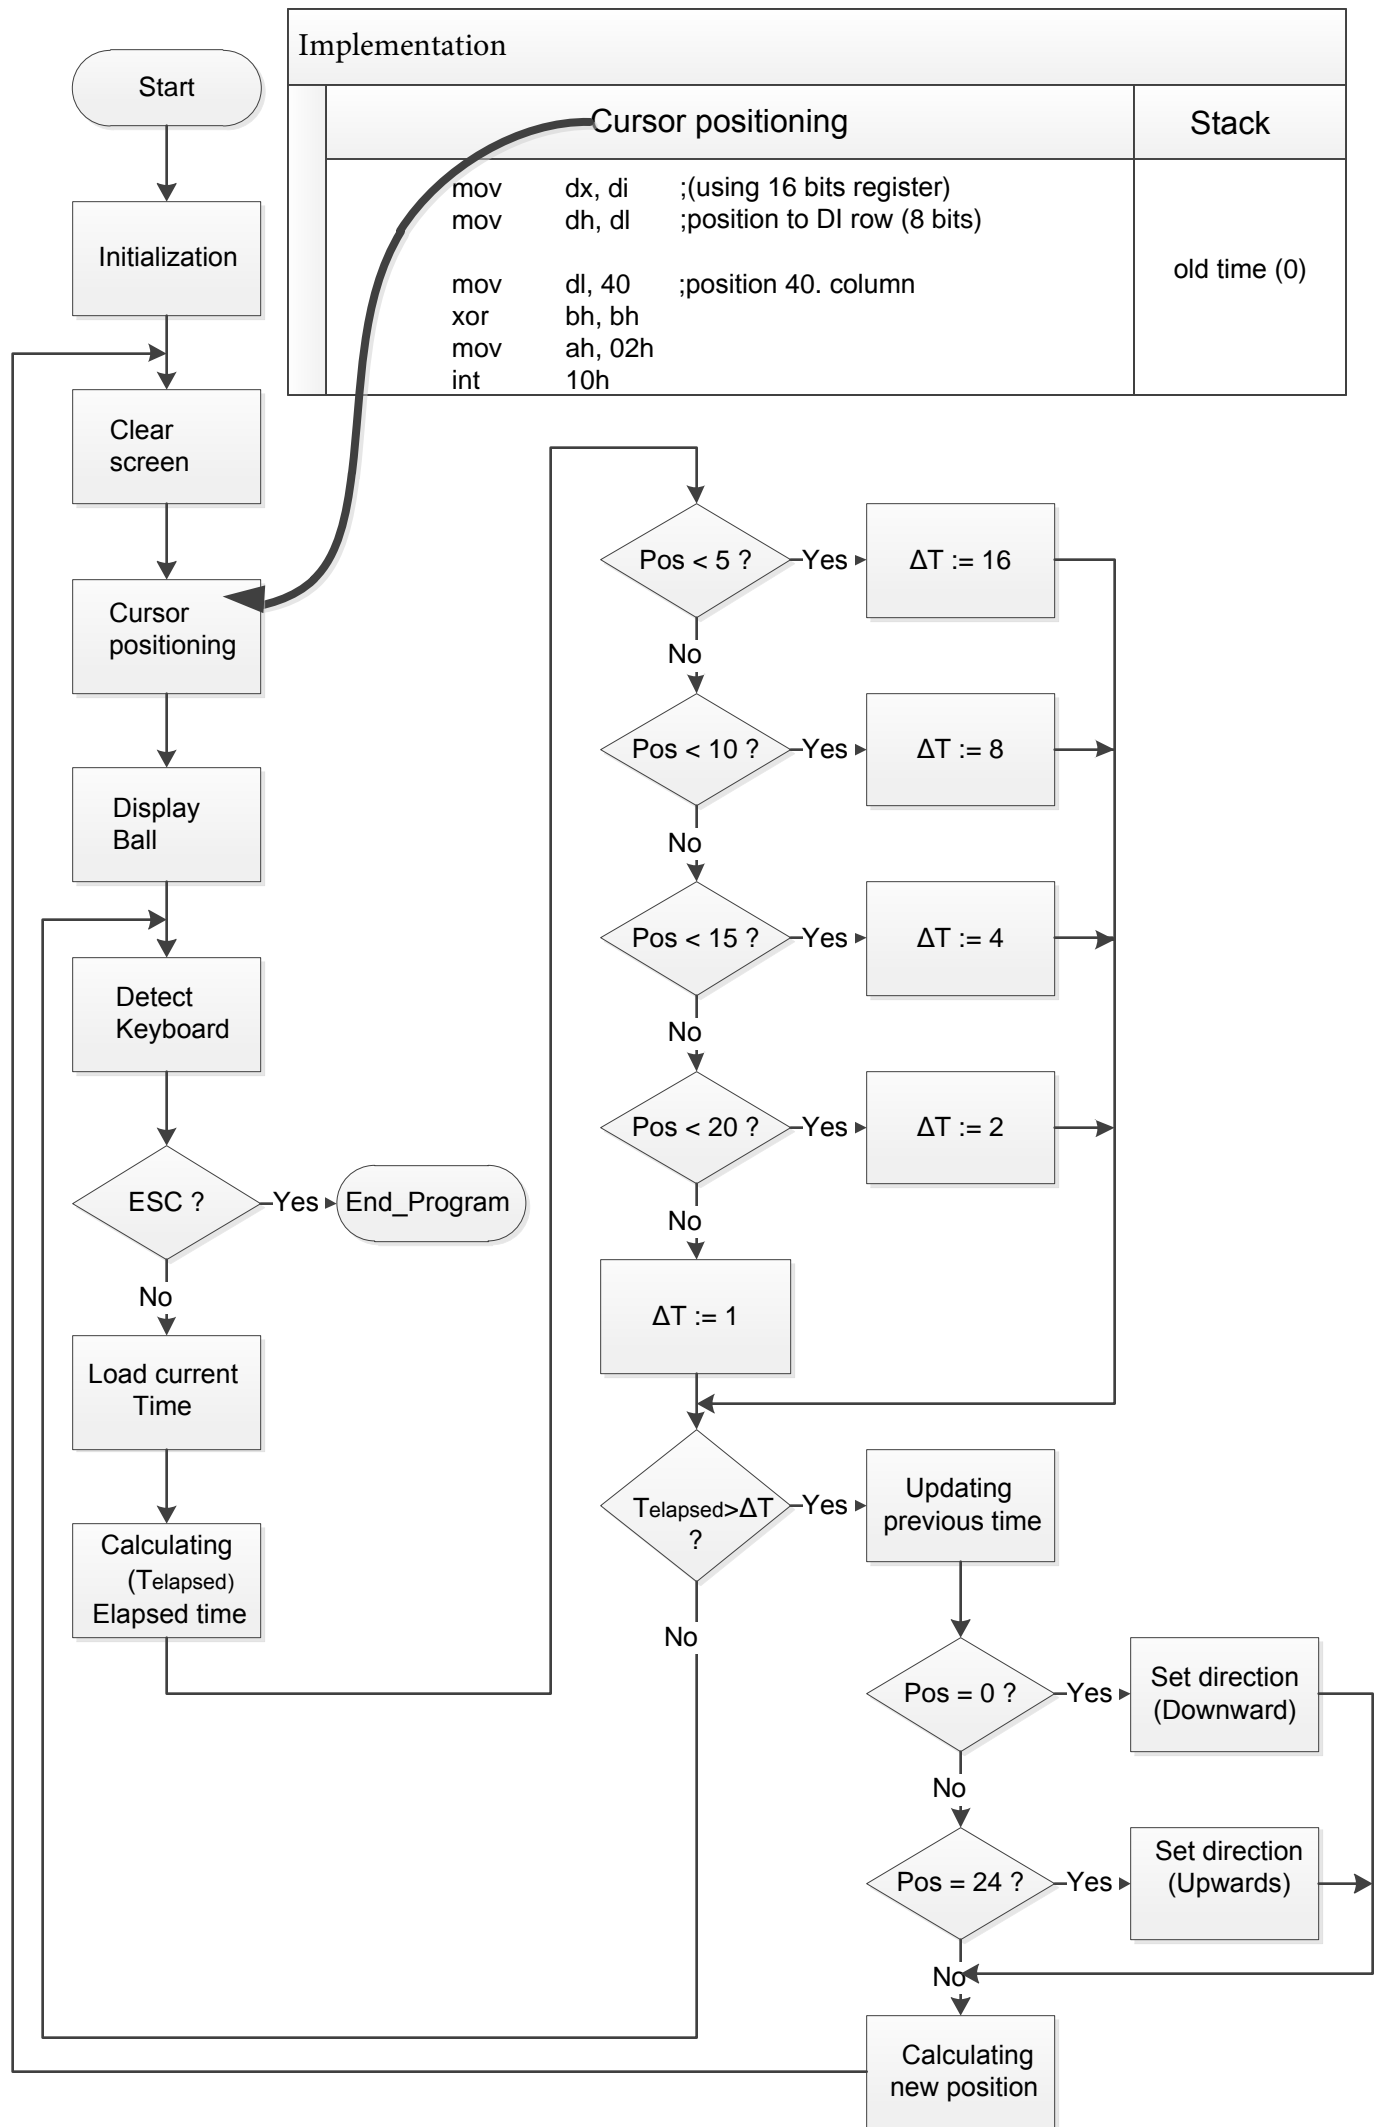 Implementation
Cursor positioning
Stack
mov dx, di ;(using 16 bits register)
mov dh, dl ;position to DI row (8 bits)
mov dl, 40 ;position 40. column
xor bh, bh
mov ah, 02h
int 10h
old time (0)
Start
Initialization
Clear
screen
Cursor
positioning
Display
Ball
Detect
Keyboard
ESC ?
Yes
End_Program
No
Load current
Time
Calculating
(Telapsed)
Elapsed time
Pos < 5 ?
Yes
ΔT := 16
No
Pos < 10 ?
Yes
ΔT := 8
No
Pos < 15 ?
Yes
ΔT := 4
No
Pos < 20 ?
Yes
ΔT := 2
No
ΔT := 1
Telapsed>ΔT
?
Yes
Updating
previous time
No
Pos = 0 ?
Yes
Set direction
(Downward)
No
Pos = 24 ?
Yes
Set direction
(Upwards)
No
Calculating
new position